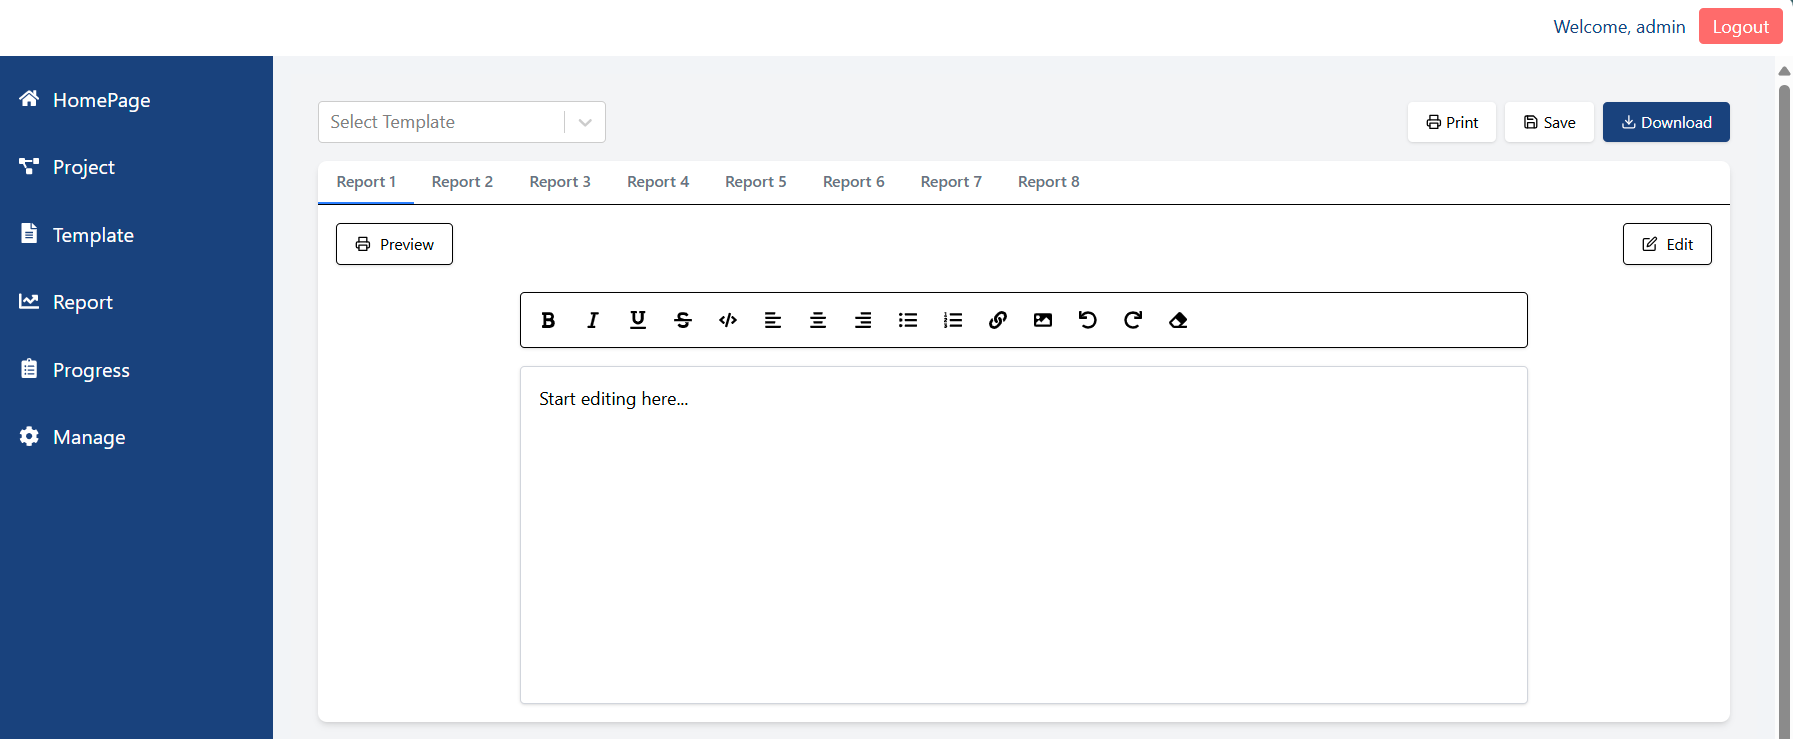 Welcome, admin
Logout
HomePage
Project
Template
Report
Progress
Manage
Select Template
Print
Save
Download
Report 1 Report 2 Report 3 Report 4 Report 5 Report 6 Report 7 Report 8
Preview
Edit
Start editing here...